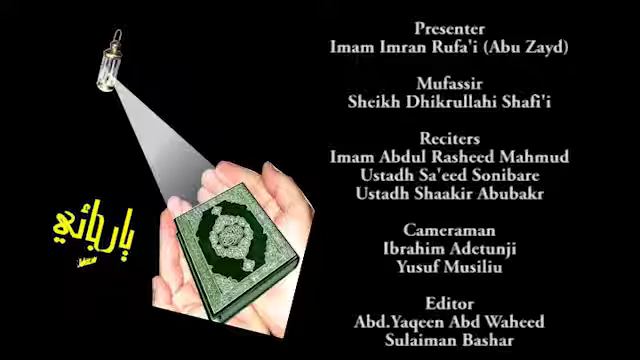 Presenter
Imam Imran Rufa'i (Abu Zayd)
Mufassir
Sheikh Dhikrullahi Shafi'i
Reciters
Imam Abdul Rasheed Mahmud
Ustadh Sa'eed Sonibare
Ustadh Shaakir Abubakr
Cameraman
Ibrahim Adetunji
Yusuf Musiliu
Editor
Abd.Yaqeen Abd Waheed
Sulaiman Bashar
يا رجائي